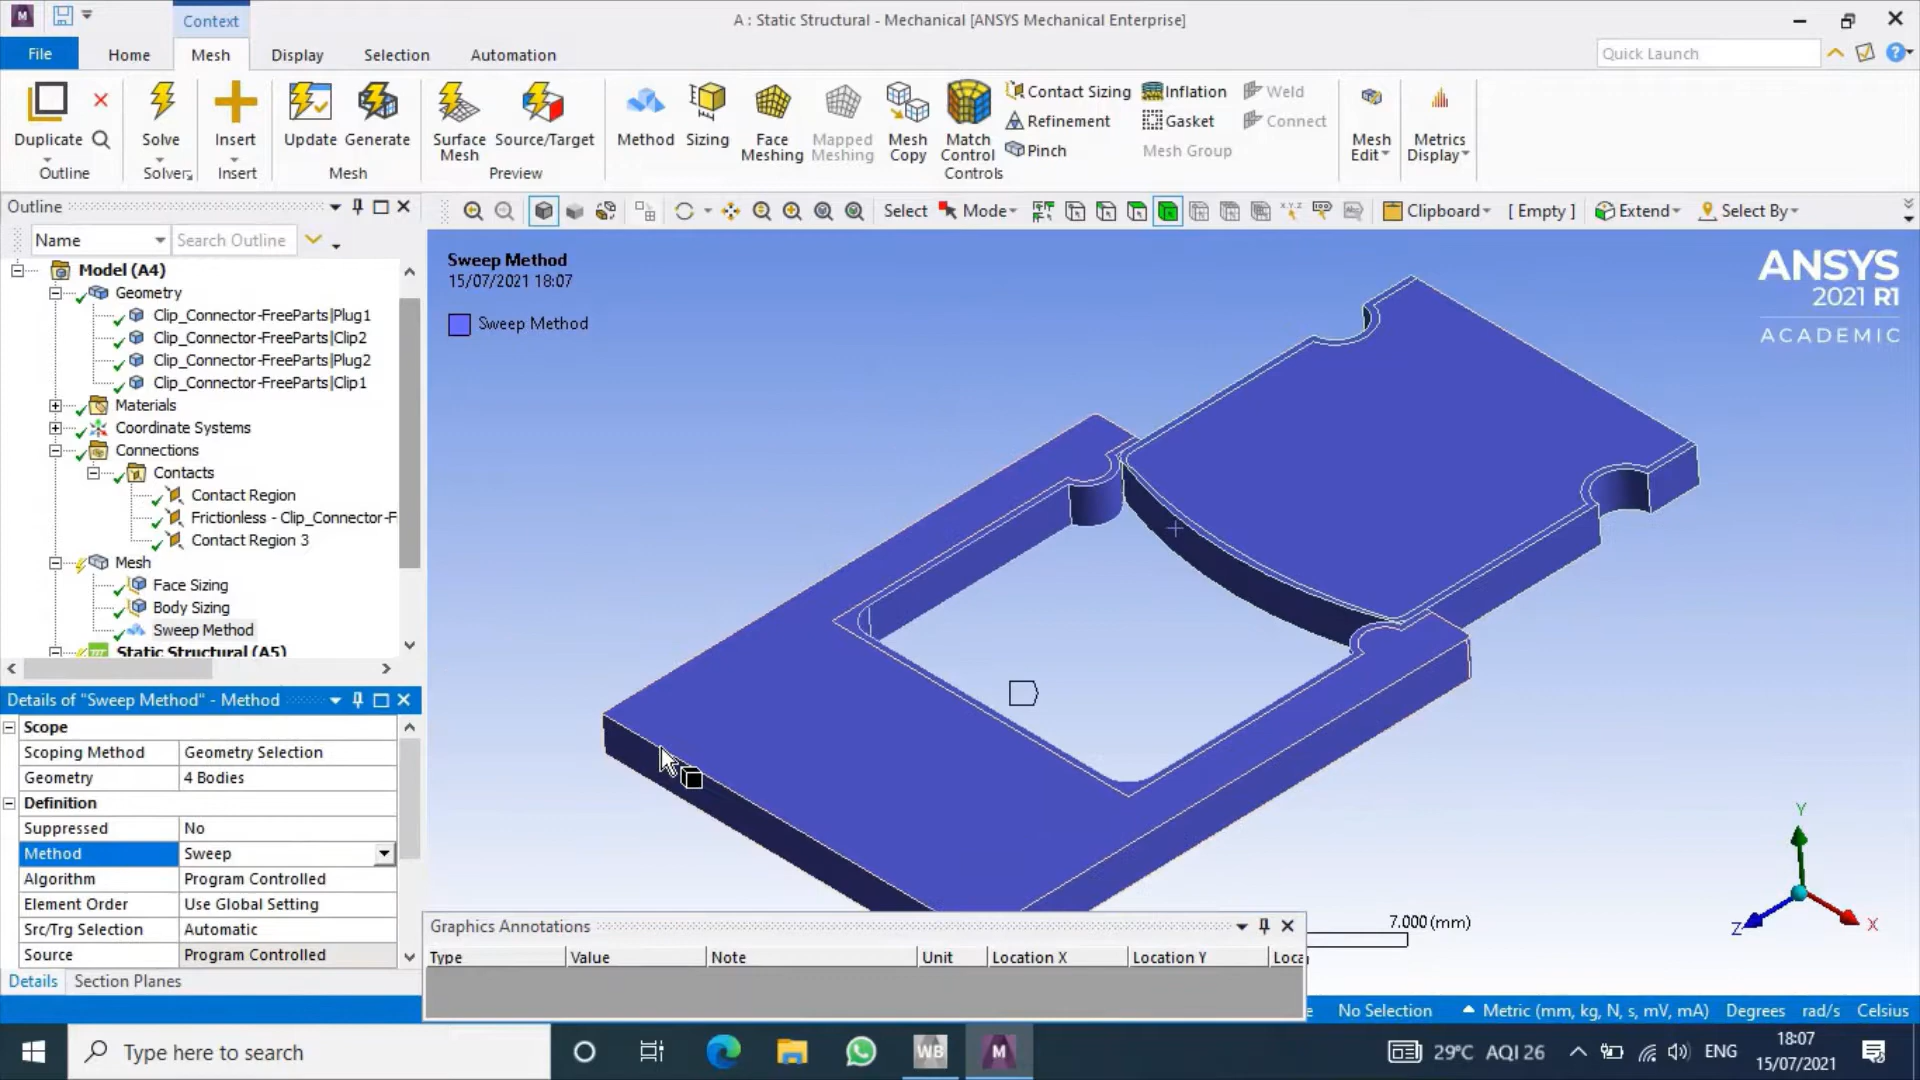 Context
A : Static Structural - Mechanical [ANSYS Mechanical Enterprise]
File
Home
Mesh
Display
Selection
Automation
Quick Launch
Duplicate
Outline
Solve
Solver
Insert
Insert
Update
Generate
Mesh
Surface Mesh
Source/Target
Preview
Method
Sizing
Face Meshing
Mapped Meshing
Mesh Copy
Match Control
Contact Sizing
Refinement
Pinch
Inflation
Gasket
Mesh Group
Weld
Connect
Controls
Mesh Edit
Metrics Display
Outline
Name
Search Outline
Select
Mode
Clipboard
[ Empty ]
Extend
Select By
Model (A4)
Geometry
Clip_Connector-FreeParts|Plug1
Clip_Connector-FreeParts|Clip2
Clip_Connector-FreeParts|Plug2
Clip_Connector-FreeParts|Clip1
Materials
Coordinate Systems
Connections
Contacts
Contact Region
Frictionless - Clip_Connector-F
Contact Region 3
Mesh
Face Sizing
Body Sizing
Sweep Method
Static Structural (A5)
Details of "Sweep Method" - Method
Scope
Scoping Method Geometry Selection
Geometry 4 Bodies
Definition
Suppressed No
Method Sweep
Algorithm Program Controlled
Element Order Use Global Setting
Src/Trg Selection Automatic
Source Program Controlled
Details
Section Planes
Sweep Method
15/07/2021 18:07
Sweep Method
ANSYS
2021 R1
ACADEMIC
7.000 (mm)
Y
Z
X
Graphics Annotations
Type Value Note Unit Location X Location Y Loca
No Selection
Metric (mm, kg, N, s, mV, mA)
Degrees
rad/s
Celsius
Type here to search
WB
M
29°C AQI 26
ENG
18:07
15/07/2021